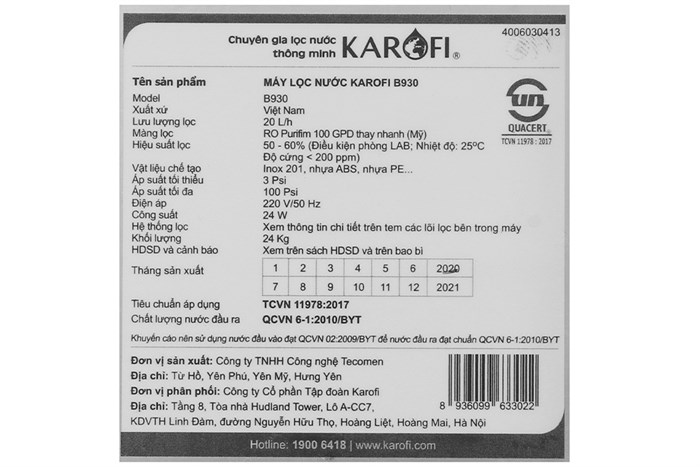 Chuyên gia lọc nước
thông minh KAROFI®
4006030413
Tên sản phẩm MÁY LỌC NƯỚC KAROFI B930
Model B930
Xuất xứ Việt Nam
Lưu lượng lọc 20 L/h
Màng lọc RO Purifim 100 GPD thay nhanh (Mỹ)
Hiệu suất lọc 50 - 60% (Điều kiện phòng LAB; Nhiệt độ: 25ºC
Độ cứng < 200 ppm)
Vật liệu chế tạo Inox 201, nhựa ABS, nhựa PE...
Áp suất tối thiểu 3 Psi
Áp suất tối đa 100 Psi
Điện áp 220 V/50 Hz
Công suất 24 W
Hệ thống lọc Xem thông tin chi tiết trên tem các lõi lọc bên trong máy
Khối lượng 24 Kg
HDSD và cảnh báo Xem trên sách HDSD và trên bao bì
Tháng sản xuất 1 2 3 4 5 6 2020
7 8 9 10 11 12 2021
Tiêu chuẩn áp dụng TCVN 11978:2017
Chất lượng nước đầu ra QCVN 6-1:2010/BYT
un
QUACERT
TCVN 11978 : 2017
Khuyến cáo nên sử dụng nước đầu vào đạt QCVN 02:2009/BYT để nước đầu ra đạt chuẩn QCVN 6-1:2010/BYT
Đơn vị sản xuất: Công ty TNHH Công nghệ Tecomen
Địa chỉ: Từ Hồ, Yên Phú, Yên Mỹ, Hưng Yên
Đơn vị phân phối: Công ty Cổ phần Tập đoàn Karofi
Địa chỉ: Tầng 8, Tòa nhà Hudland Tower, Lô A-CC7,
KDVTH Linh Đàm, đường Nguyễn Hữu Thọ, Hoàng Liệt, Hoàng Mai, Hà Nội
8 936099 633022
Hotline: 1900 6418 | www.karofi.com